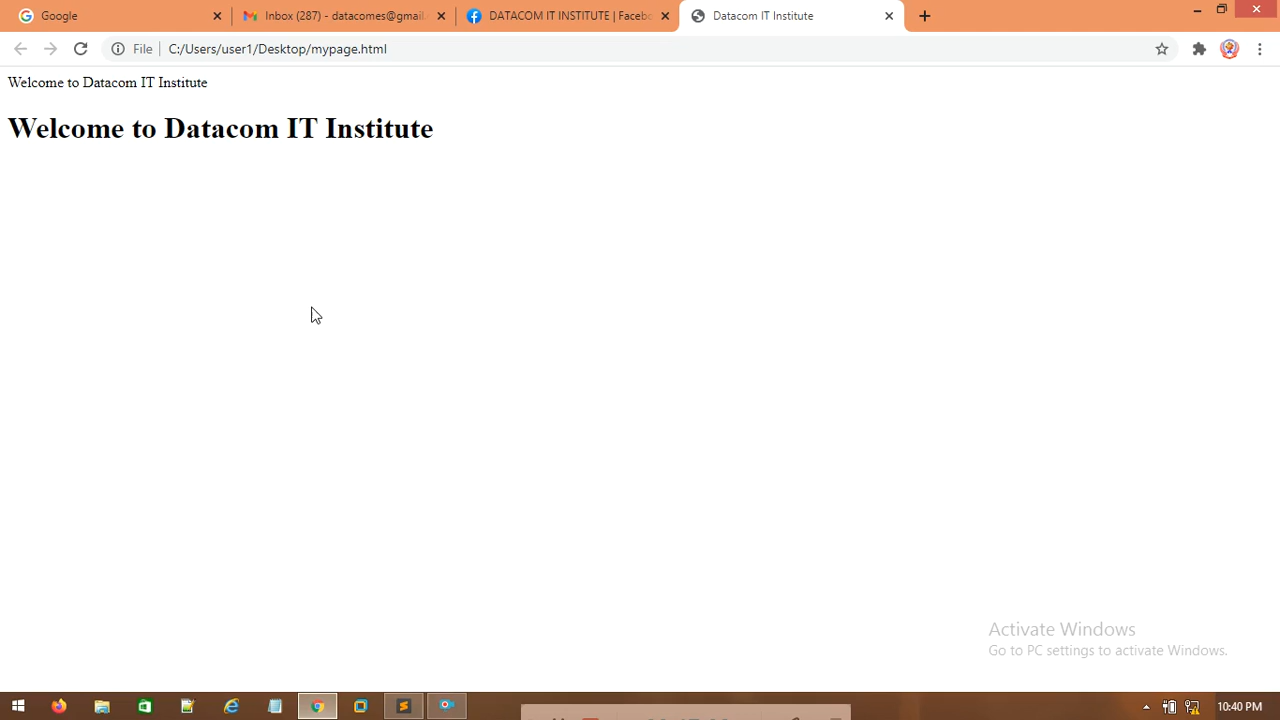 Google
Inbox (287) - datacomes@gmail.
DATACOM IT INSTITUTE | Facebo
Datacom IT Institute
File
C:/Users/user1/Desktop/mypage.html
Welcome to Datacom IT Institute
Welcome to Datacom IT Institute
Activate Windows
Go to PC settings to activate Windows.
10:40 PM